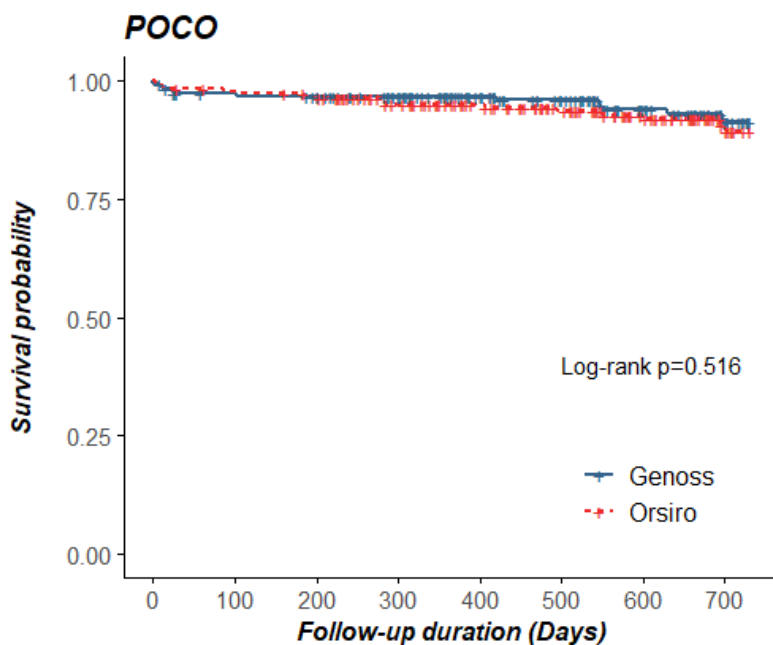 POCO
Survival probability
1.00
0.75
0.50
0.25
0.00
Log-rank p=0.516
Genoss
Orsiro
0 100 200 300 400 500 600 700
Follow-up duration (Days)